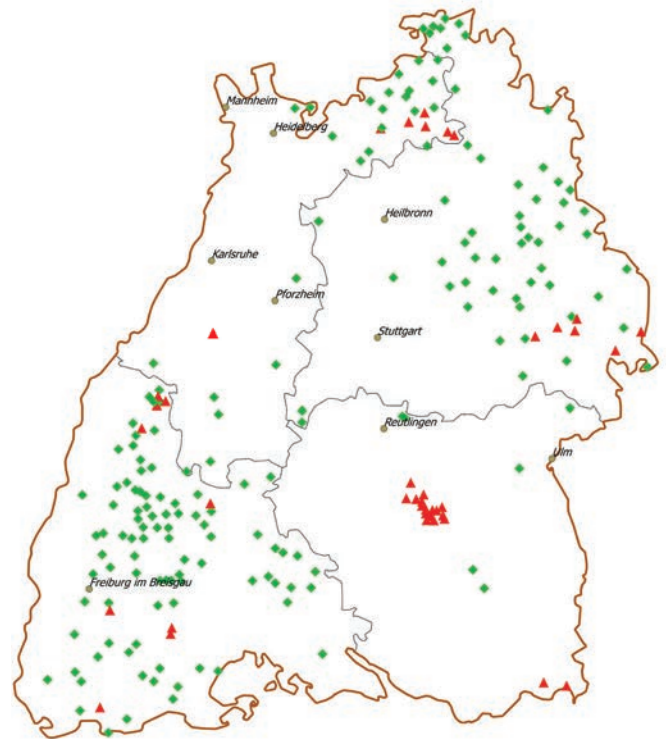 Mannheim
Heidelberg
Heilbronn
Karlsruhe
Pforzheim
Stuttgart
Reutlingen
Ulm
Freiburg im Breisgau